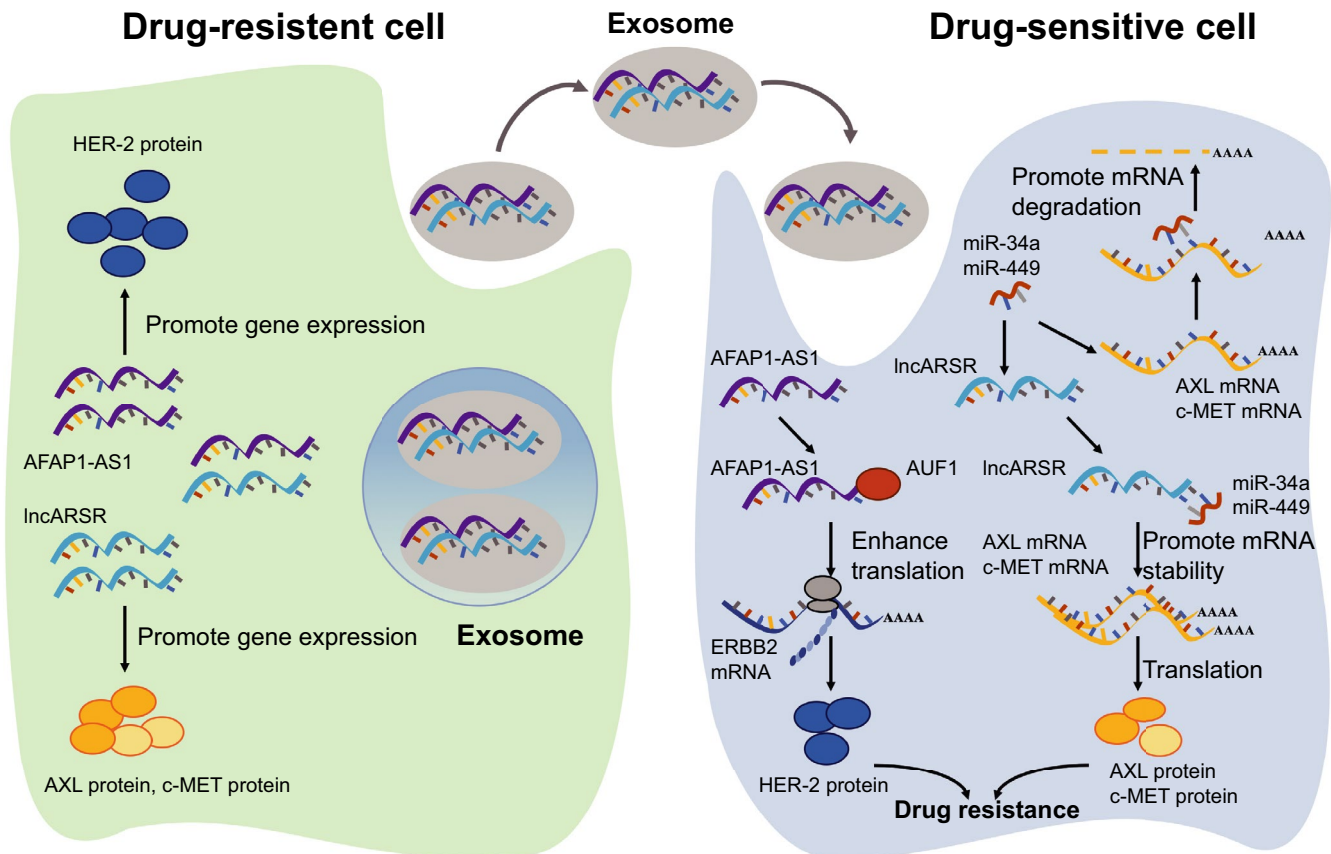 Drug-resistent cell
Exosome
Drug-sensitive cell
HER-2 protein
Promote gene expression
AFAP1-AS1
lncARSR
Promote gene expression
AXL protein, c-MET protein
Exosome
AAAA
Promote mRNA
degradation
miR-34a
miR-449
AAAA
AFAP1-AS1
lncARSR
AAAA
AXL mRNA
c-MET mRNA
AFAP1-AS1
AUF1
lncARSR
miR-34a
miR-449
Enhance
translation
AXL mRNA
c-MET mRNA
Promote mRNA
stability
AAAA
ERBB2
mRNA
AAAA
AAAA
Translation
HER-2 protein
AXL protein
c-MET protein
Drug resistance